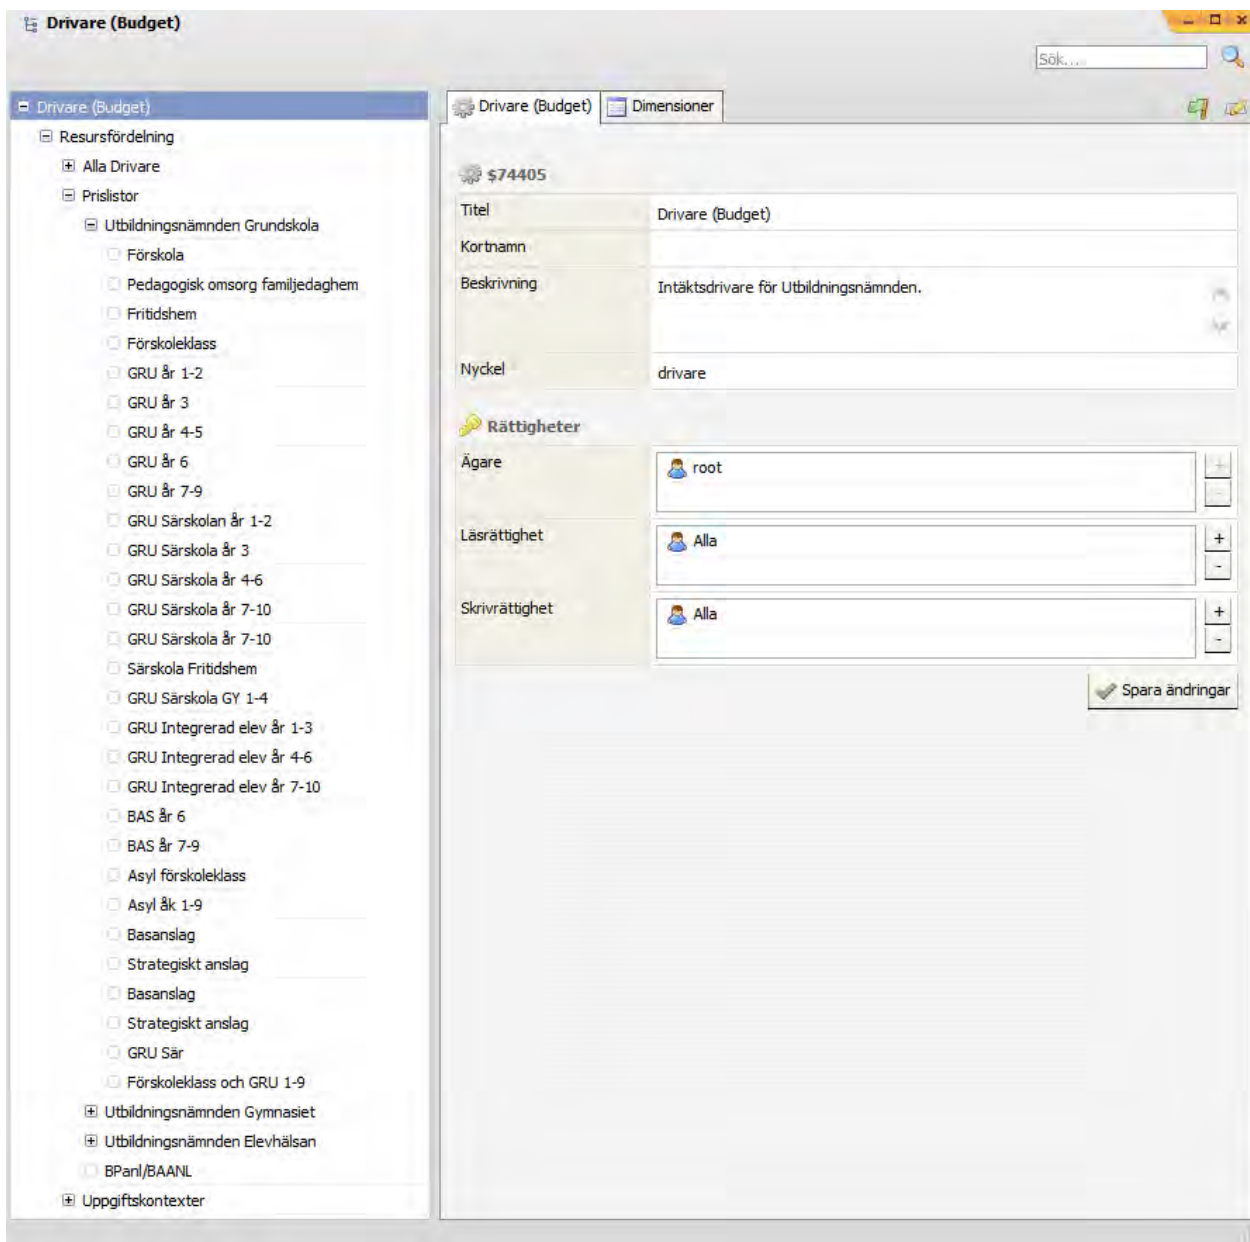 Drivare (Budget)
Sök...
Drivare (Budget)
Resursfördelning
Alla Drivare
Prislistor
Utbildningsnämnden Grundskola
Förskola
Pedagogisk omsorg familjedaghem
Fritidshem
Förskoleklass
GRU år 1-2
GRU år 3
GRU år 4-5
GRU år 6
GRU år 7-9
GRU Särskolan år 1-2
GRU Särskola år 3
GRU Särskola år 4-6
GRU Särskola år 7-10
GRU Särskola år 7-10
Särskola Fritidshem
GRU Särskola GY 1-4
GRU Integrerad elev år 1-3
GRU Integrerad elev år 4-6
GRU Integrerad elev år 7-10
BAS år 6
BAS år 7-9
Asyl förskoleklass
Asyl åk 1-9
Basanslag
Strategiskt anslag
Basanslag
Strategiskt anslag
GRU Sär
Förskoleklass och GRU 1-9
Utbildningsnämnden Gymnasiet
Utbildningsnämnden Elevhälsan
BPanl/BAANL
Uppgiftskontexter
Drivare (Budget) Dimensioner
$74405
Titel Drivare (Budget)
Kortnamn
Beskrivning Intäktsdrivare för Utbildningsnämnden.
Nyckel drivare
Rättigheter
Ägare root
Läsrättighet Alla
Skrivrättighet Alla
Spara ändringar